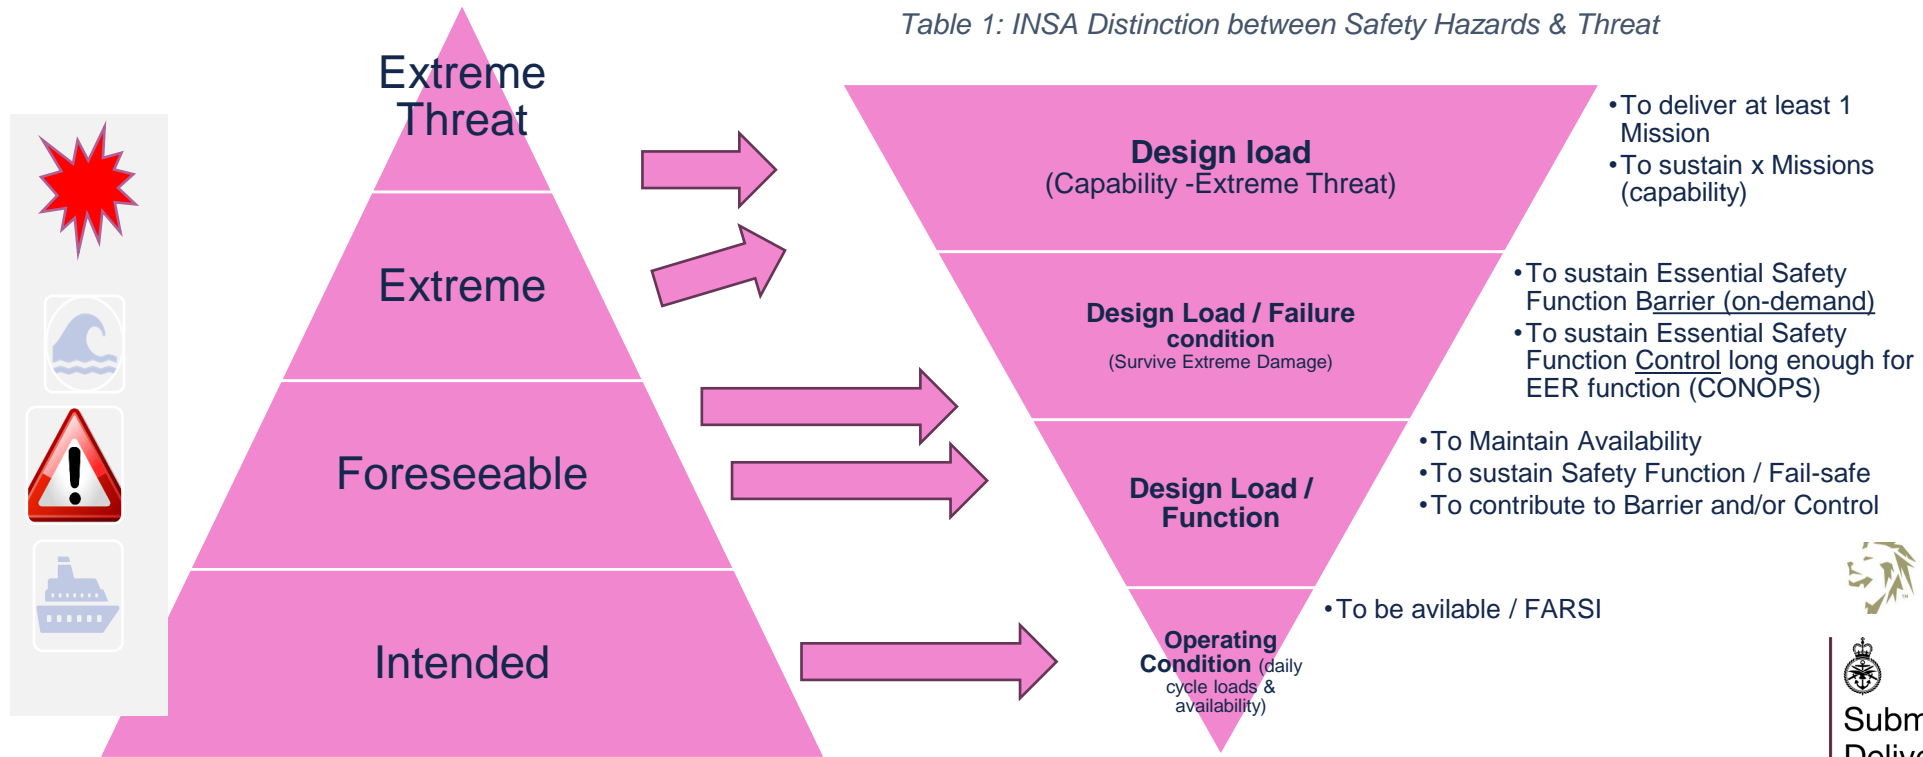 Table 1: INSA Distinction between Safety Hazards & Threat
Extreme
Threat
Extreme
Foreseeable
Intended
Design load
(Capability -Extreme Threat)
•To deliver at least 1
Mission
•To sustain x Missions
(capability)
Design Load / Failure
condition
(Survive Extreme Damage)
•To sustain Essential Safety
Function Barrier (on-demand)
•To sustain Essential Safety
Function Control long enough for
EER function (CONOPS)
Design Load /
Function
•To Maintain Availability
•To sustain Safety Function / Fail-safe
•To contribute to Barrier and/or Control
Operating
Condition (daily
cycle loads &
availability)
•To be avilable / FARSI
Subm
Delive